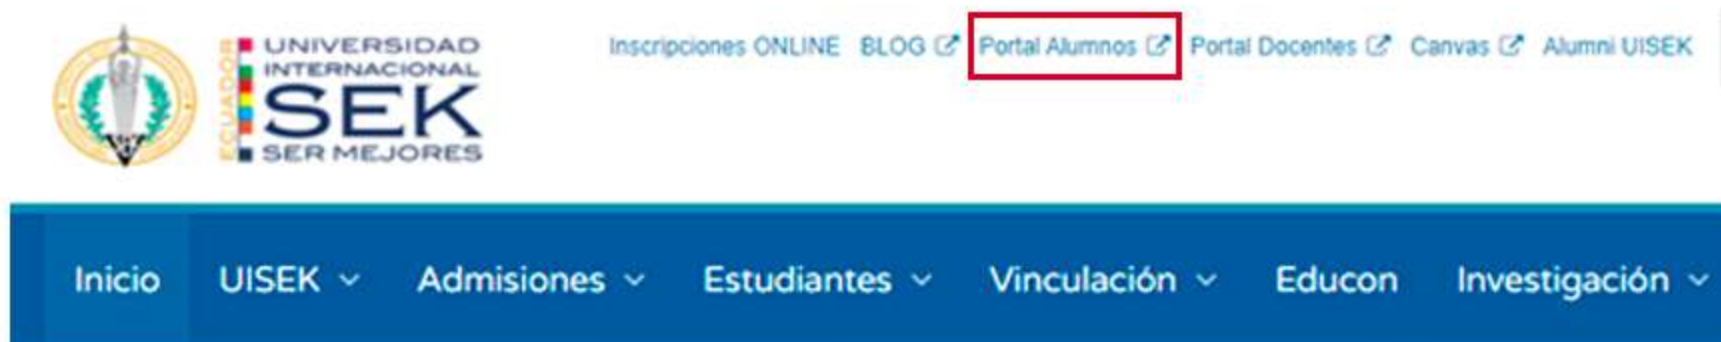 Inscripciones ONLINE BLOG Portal Alumnos Portal Docentes Canvas Alumni UISEK
ECUADOR
UNIVERSIDAD
INTERNACIONAL
SEK
SER MEJORES
Inicio UISEK Admisiones Estudiantes Vinculación Educon Investigación